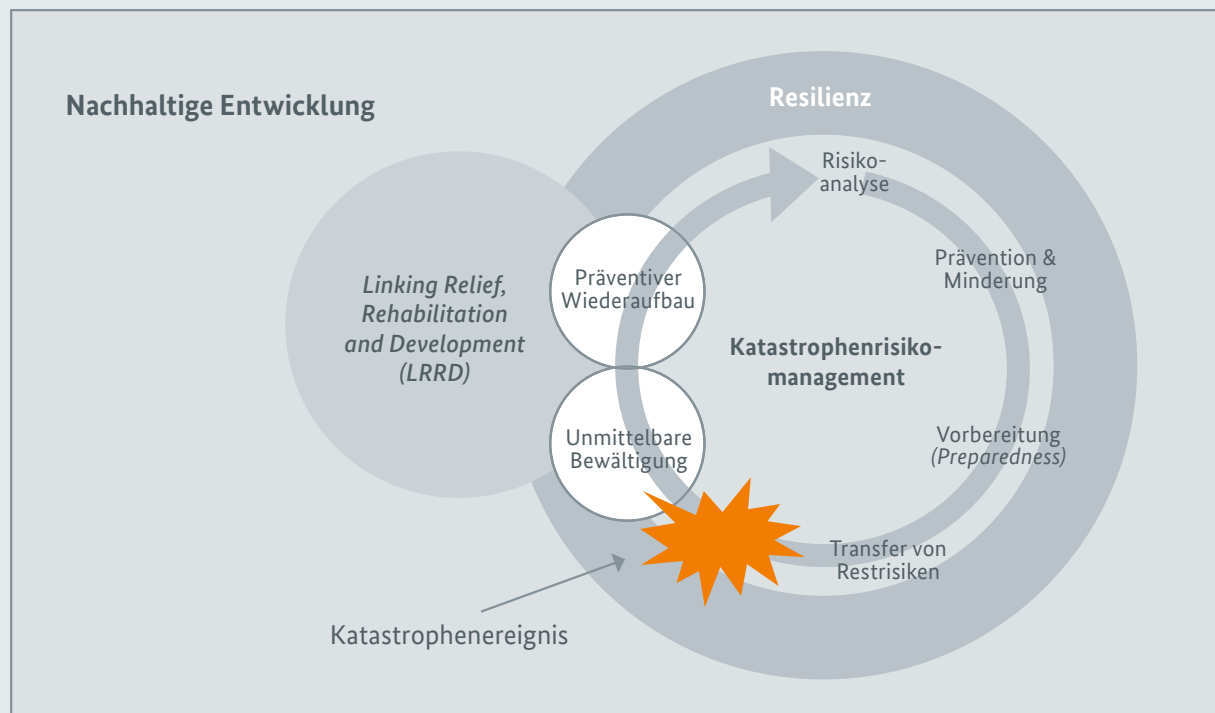 Nachhaltige Entwicklung
Resilienz
Risiko-
analyse
Prävention &
Minderung
Präventiver
Wiederaufbau
Linking Relief,
Rehabilitation
and Development
(LRRD)
Katastrophenrisiko-
management
Unmittelbare
Bewältigung
Vorbereitung
(Preparedness)
Transfer von
Restrisiken
Katastrophenereignis